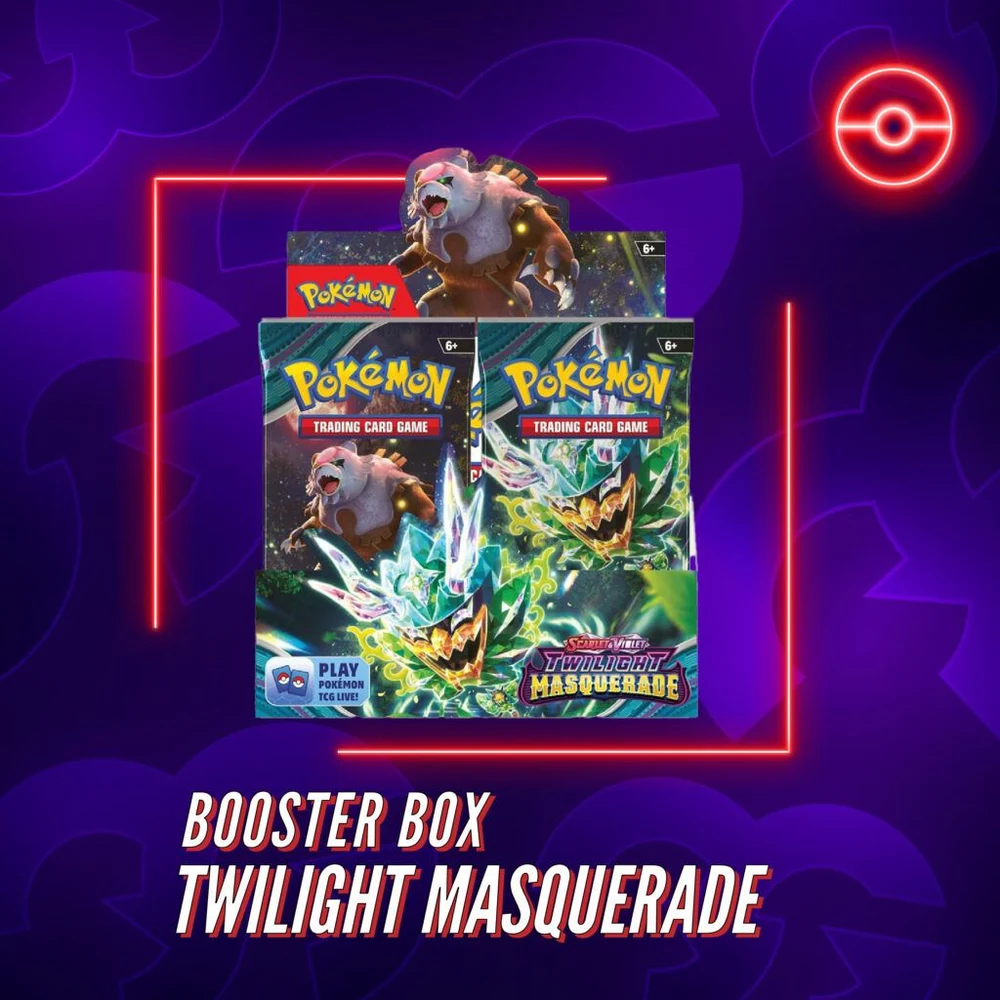 6+
POKéMON
6+
6+
POKéMON
POKéMON
TRADING CARD GAME
TRADING CARD GAME
PLAY
POKÉMON
TCG LIVE!
SCARLET & VIOLET
TWILIGHT
MASQUERADE
BOOSTER BOX
TWILIGHT MASQUERADE